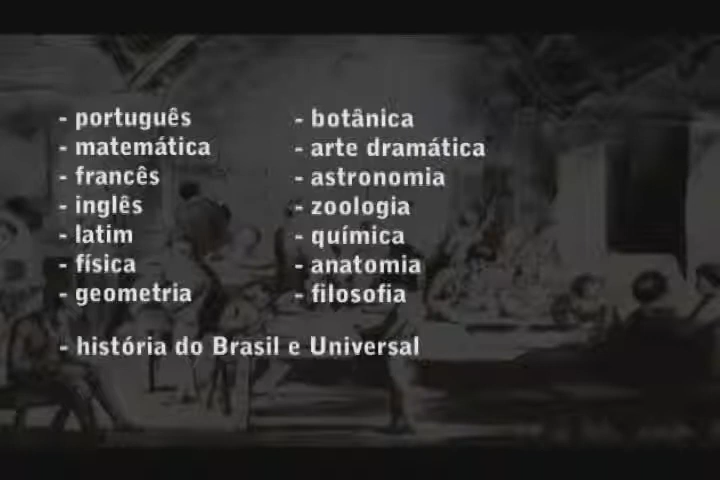 - português
- matemática
- francês
- inglês
- latim
- física
- geometria
- botânica
- arte dramática
- astronomia
- zoologia
- química
- anatomia
- filosofia
- história do Brasil e Universal